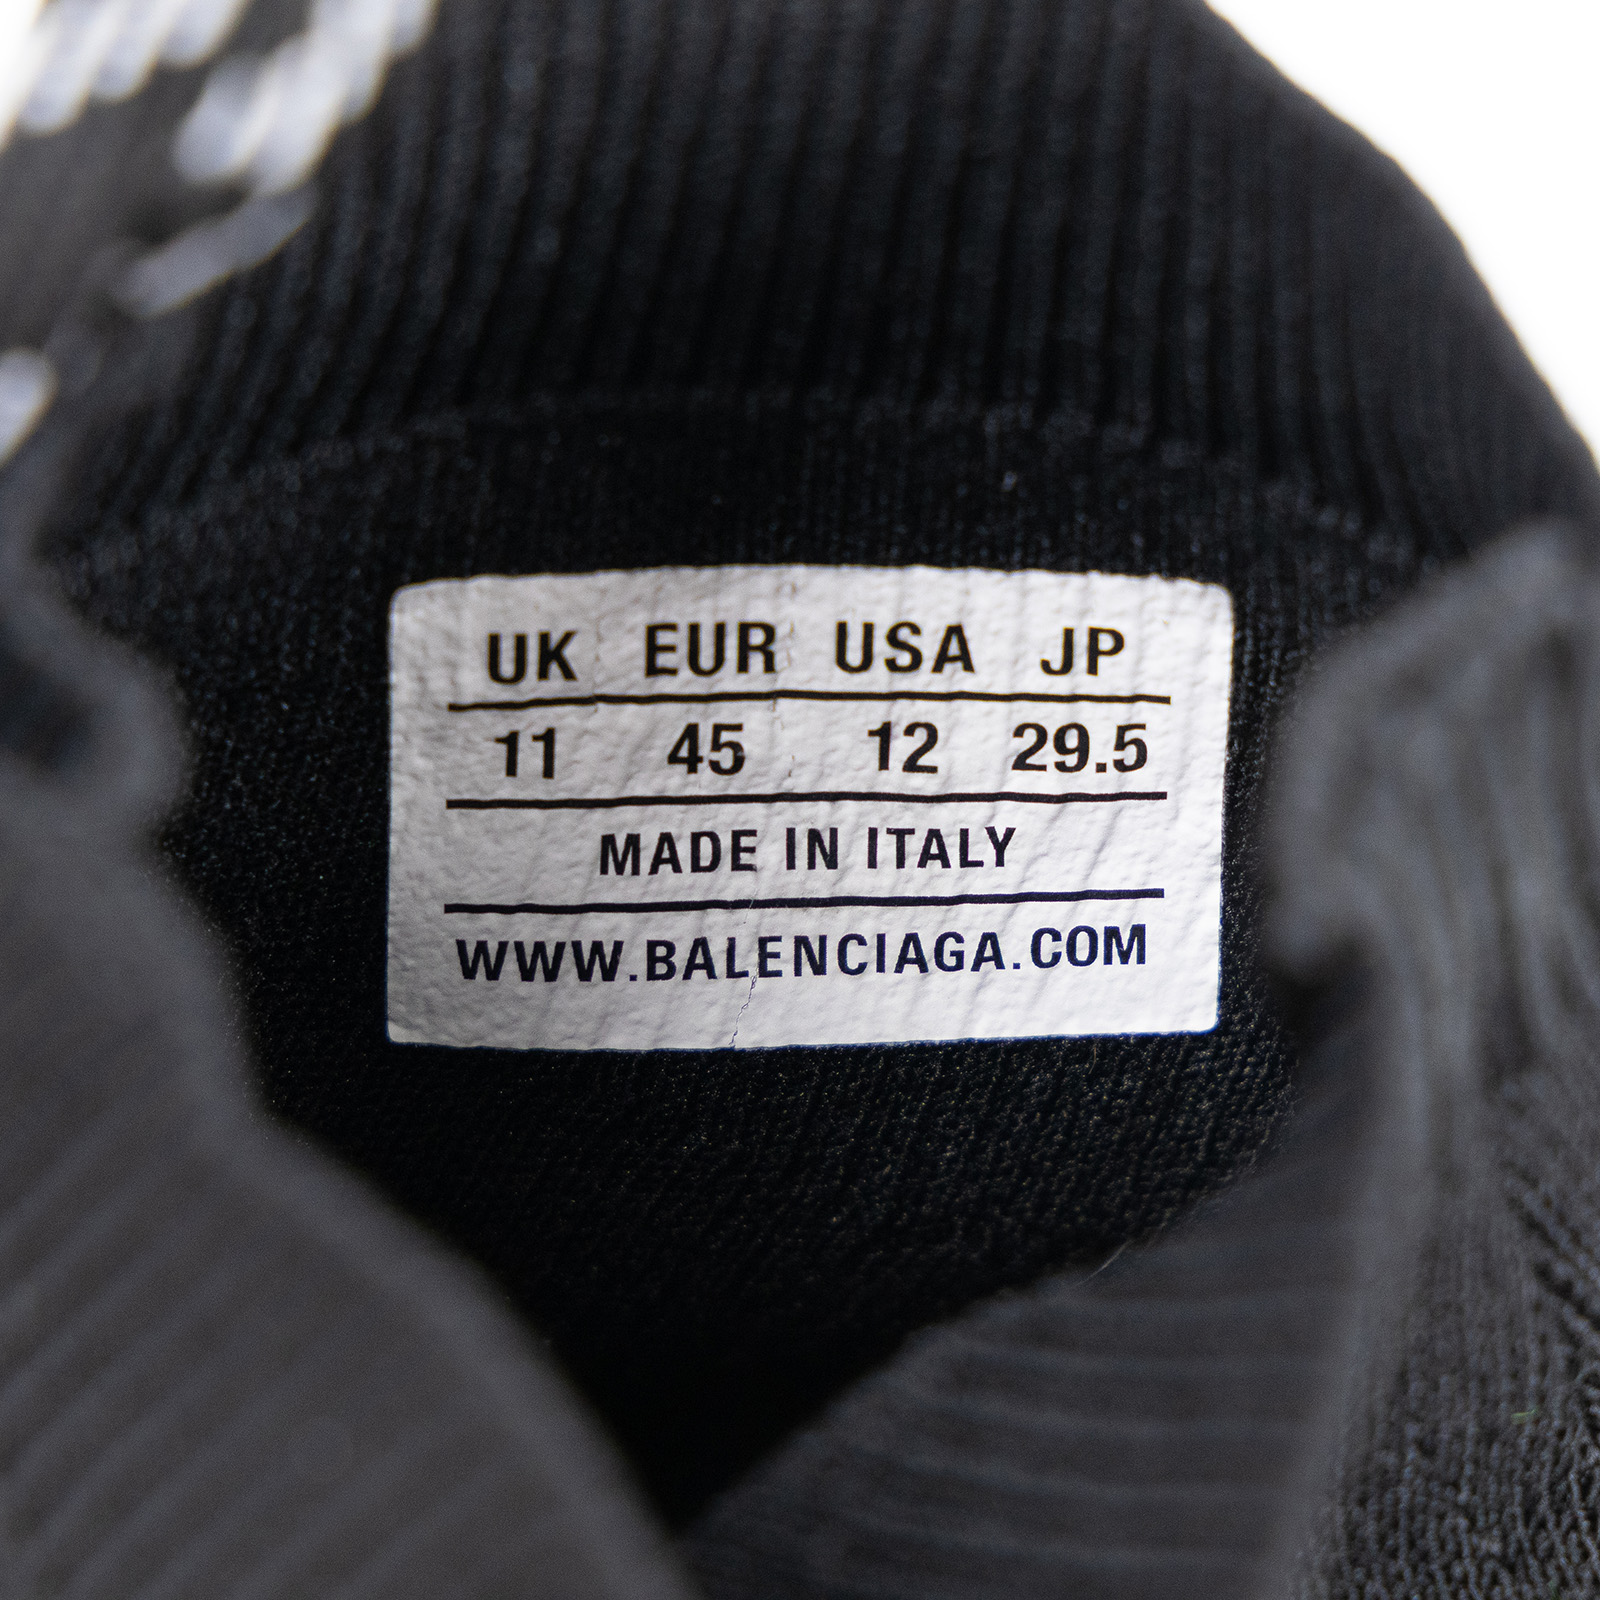 UK EUR USA JP
11 45 12 29.5
MADE IN ITALY
WWW.BALENCIAGA.COM